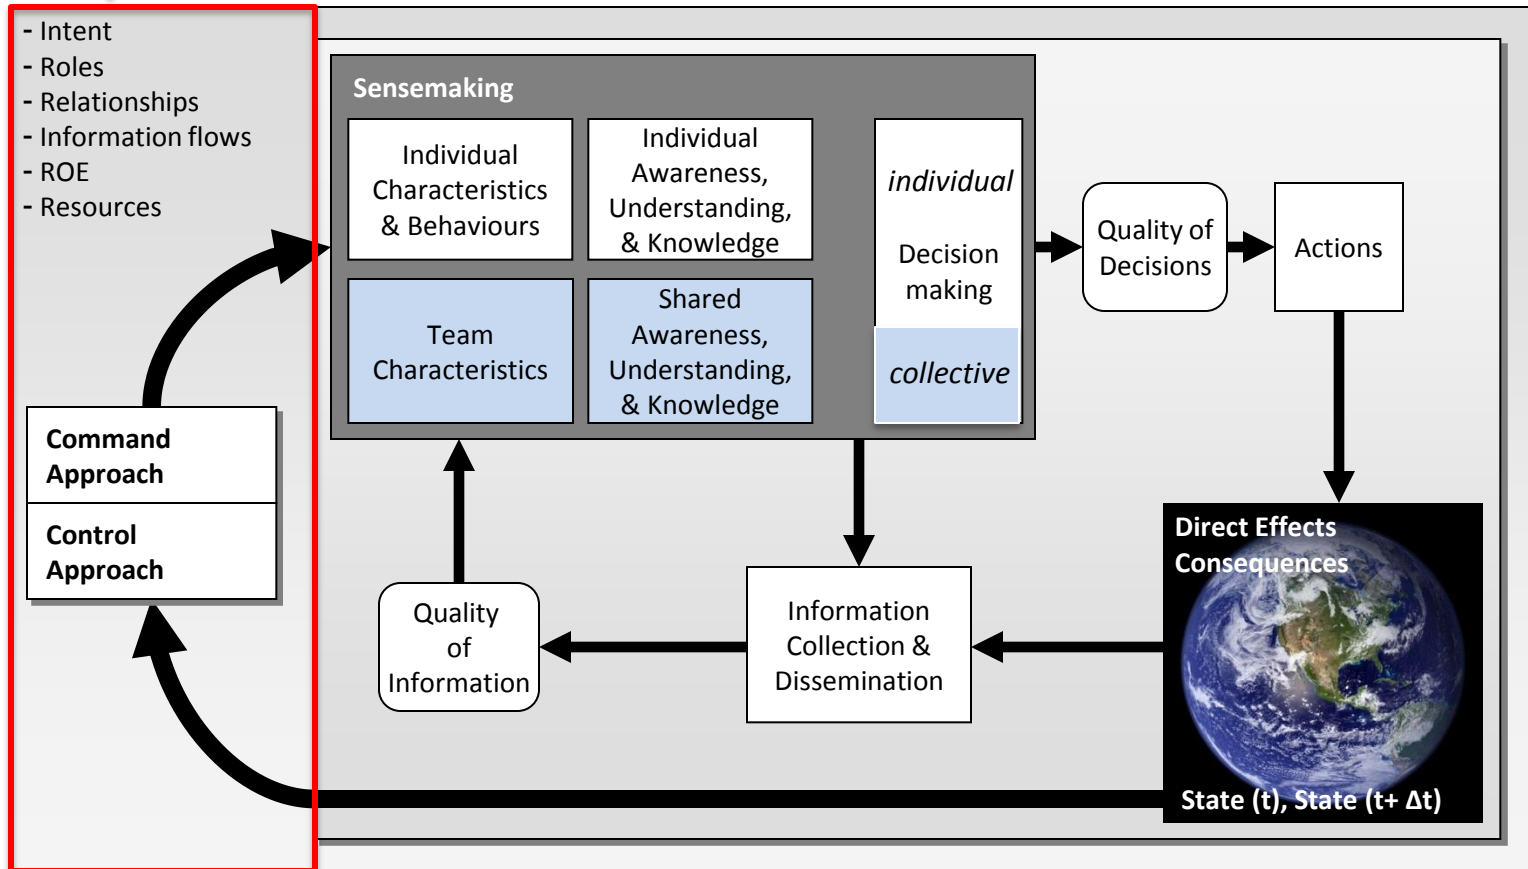 - Intent
- Roles
- Relationships
- Information flows
- ROE
- Resources
Command
Approach
Control
Approach
Sensemaking
Individual
Characteristics
& Behaviours
Individual
Awareness,
Understanding,
& Knowledge
Team
Characteristics
Shared
Awareness,
Understanding,
& Knowledge
individual
Decision
making
collective
Quality of
Decisions
Actions
Direct Effects
Consequences
State (t), State (t+ Δt)
Information
Collection &
Dissemination
Quality
of
Information